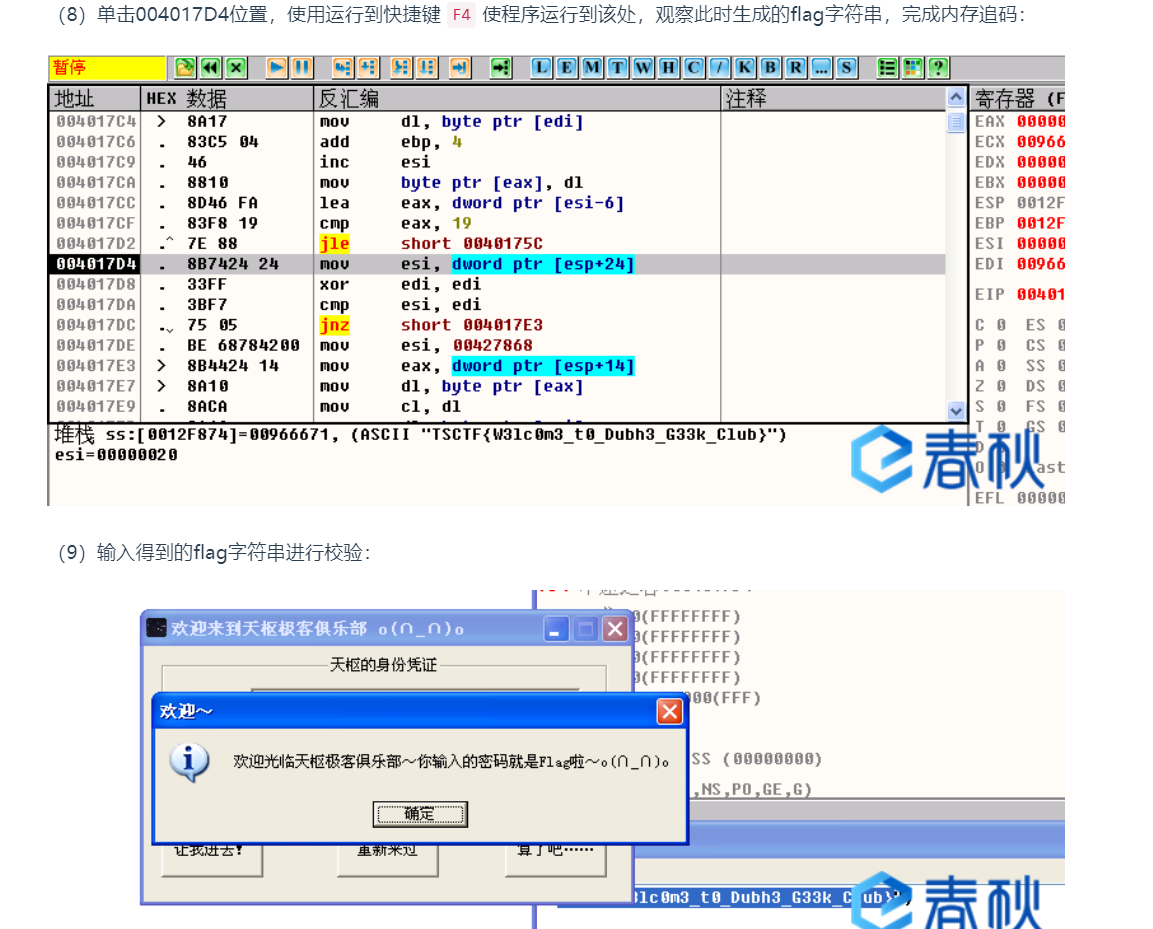 （8）单击004017D4位置，使用运行到快捷键 F4 使程序运行到该处，观察此时生成的flag字符串，完成内存追码：
暂停 L E M T W H C / K B R ... S ?
地址 HEX 数据 反汇编 注释 寄存器 (F
004017C4 > 8A17 mov dl, byte ptr [edi] EAX 00000
004017C6 . 83C5 04 add ebp, 4 ECX 00966
004017C9 . 46 inc esi EDX 00000
004017CA . 8810 mov byte ptr [eax], dl EBX 00000
004017CC . 8D46 FA lea eax, dword ptr [esi-6] ESP 0012F
004017CF . 83F8 19 cmp eax, 19 EBP 0012F
004017D2 .^ 7E 88 jle short 0040175C ESI 00000
004017D4 . 8B7424 24 mov esi, dword ptr [esp+24] EDI 00966
004017D8 . 33FF xor edi, edi
004017DA . 3BF7 cmp esi, edi EIP 00401
004017DC .⌄ 75 05 jnz short 004017E3 C 0 ES
004017DE . BE 68784200 mov esi, 00427868 P 0 CS
004017E3 > 8B4424 14 mov eax, dword ptr [esp+14] A 0 SS
004017E7 > 8A10 mov dl, byte ptr [eax] Z 0 DS
004017E9 . 8ACA mov cl, dl S 0 FS
堆栈 ss:[0012F874]=00966671, (ASCII "TSCTF{W3lc0m3_t0_Dubh3_G33k_Club}") T 0 GS
esi=00000020
春秋
EFL 00000
（9）输入得到的flag字符串进行校验：
0(FFFFFFFF)
欢迎来到天枢极客俱乐部 o(∩_∩)o 0(FFFFFFFF)
0(FFFFFFFF)
天枢的身份凭证 0(FFFFFFFF)
000(FFF)
欢迎～
欢迎光临天枢极客俱乐部～你输入的密码就是Flag啦～o(∩_∩)o SS (00000000)
,NS,PO,GE,G)
确定
让我进去！ 重新来过 算了吧……
3lc0m3_t0_Dubh3_G33k_Club}")
春秋